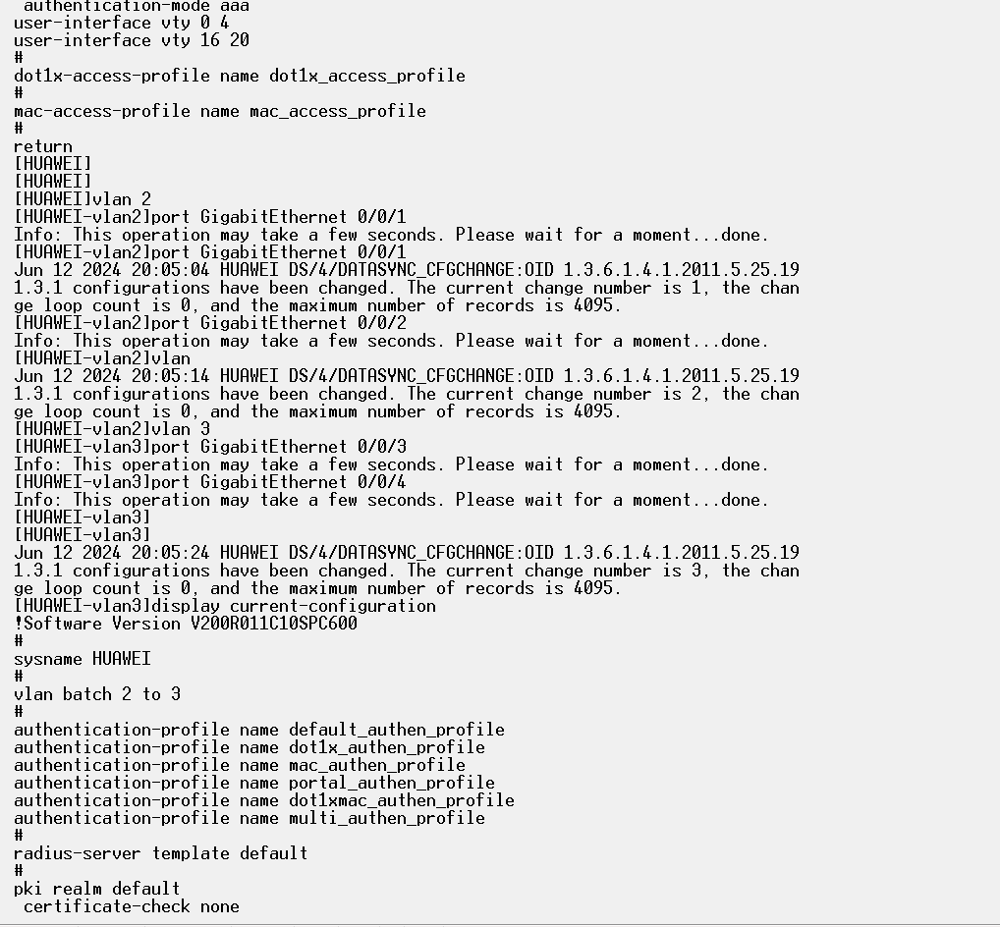 authentication-mode aaa
user-interface vty 0 4
user-interface vty 16 20
#
dot1x-access-profile name dot1x_access_profile
#
mac-access-profile name mac_access_profile
#
return
[HUAWEI]
[HUAWEI]
[HUAWEI]vlan 2
[HUAWEI-vlan2]port GigabitEthernet 0/0/1
Info: This operation may take a few seconds. Please wait for a moment...done.
[HUAWEI-vlan2]port GigabitEthernet 0/0/1
Jun 12 2024 20:05:04 HUAWEI DS/4/DATASYNC_CFGCHANGE:OID 1.3.6.1.4.1.2011.5.25.19
1.3.1 configurations have been changed. The current change number is 1, the chan
ge loop count is 0, and the maximum number of records is 4095.
[HUAWEI-vlan2]port GigabitEthernet 0/0/2
Info: This operation may take a few seconds. Please wait for a moment...done.
[HUAWEI-vlan2]vlan
Jun 12 2024 20:05:14 HUAWEI DS/4/DATASYNC_CFGCHANGE:OID 1.3.6.1.4.1.2011.5.25.19
1.3.1 configurations have been changed. The current change number is 2, the chan
ge loop count is 0, and the maximum number of records is 4095.
[HUAWEI-vlan2]vlan 3
[HUAWEI-vlan3]port GigabitEthernet 0/0/3
Info: This operation may take a few seconds. Please wait for a moment...done.
[HUAWEI-vlan3]port GigabitEthernet 0/0/4
Info: This operation may take a few seconds. Please wait for a moment...done.
[HUAWEI-vlan3]
[HUAWEI-vlan3]
Jun 12 2024 20:05:24 HUAWEI DS/4/DATASYNC_CFGCHANGE:OID 1.3.6.1.4.1.2011.5.25.19
1.3.1 configurations have been changed. The current change number is 3, the chan
ge loop count is 0, and the maximum number of records is 4095.
[HUAWEI-vlan3]display current-configuration
!Software Version V200R011C10SPC600
#
sysname HUAWEI
#
vlan batch 2 to 3
#
authentication-profile name default_authen_profile
authentication-profile name dot1x_authen_profile
authentication-profile name mac_authen_profile
authentication-profile name portal_authen_profile
authentication-profile name dot1xmac_authen_profile
authentication-profile name multi_authen_profile
#
radius-server template default
#
pki realm default
 certificate-check none